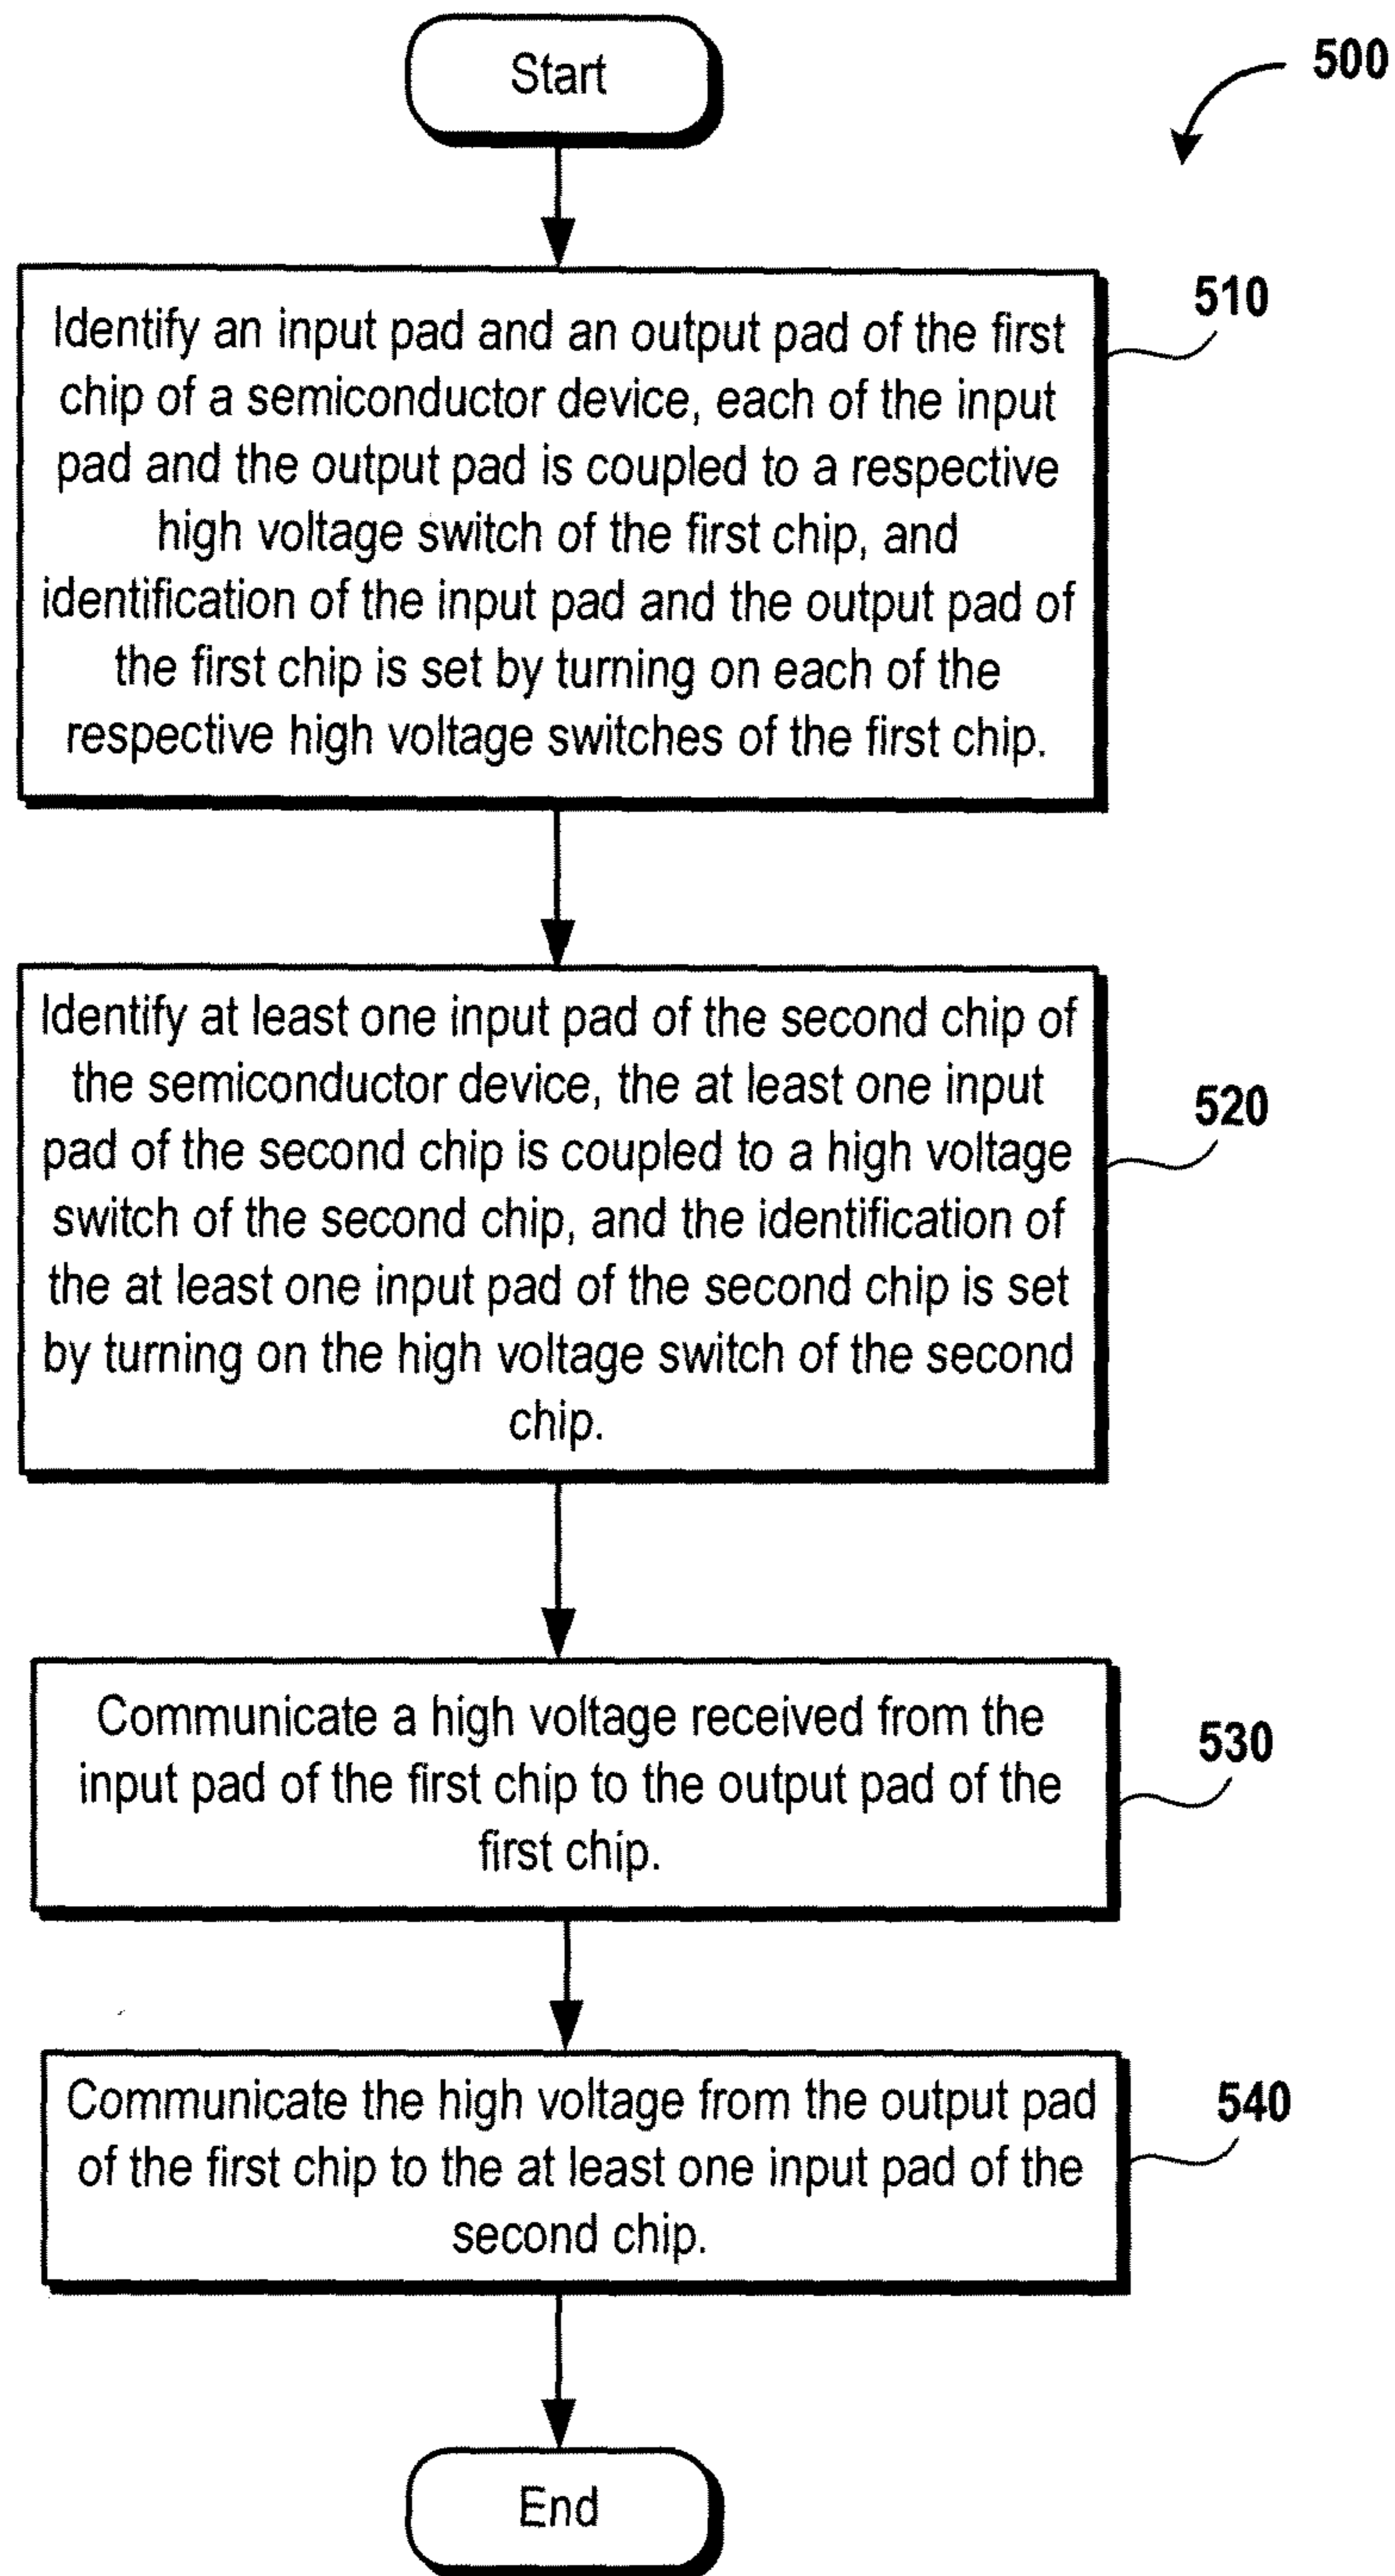 Start
500
Identify an input pad and an output pad of the first
chip of a semiconductor device, each of the input
pad and the output pad is coupled to a respective
high voltage switch of the first chip, and
identification of the input pad and the output pad of
the first chip is set by turning on each of the
respective high voltage switches of the first chip.
510
Identify at least one input pad of the second chip of
the semiconductor device, the at least one input
pad of the second chip is coupled to a high voltage
switch of the second chip, and the identification of
the at least one input pad of the second chip is set
by turning on the high voltage switch of the second
chip.
520
Communicate a high voltage received from the
input pad of the first chip to the output pad of the
first chip.
530
Communicate the high voltage from the output pad
of the first chip to the at least one input pad of the
second chip.
540
End